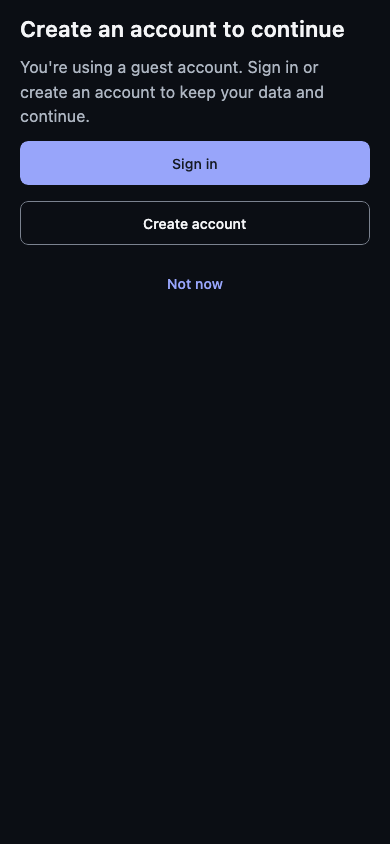 Create an account to continue
You're using a guest account. Sign in or
create an account to keep your data and
continue.
Sign in
Create account
Not now